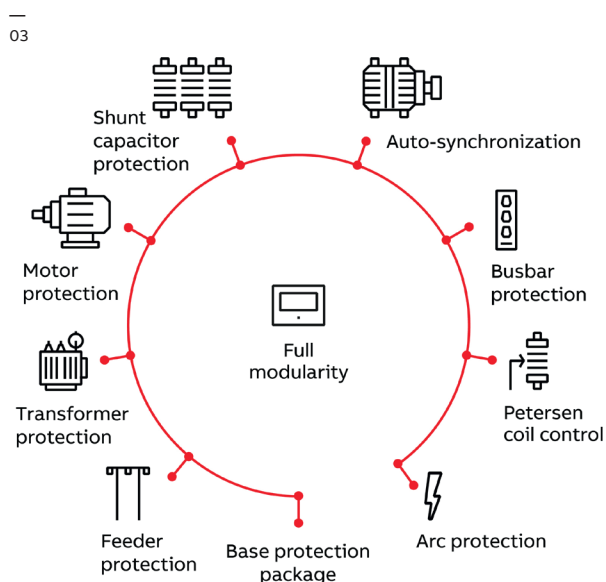 03
Shunt
capacitor
protection
Auto-synchronization
Motor
protection
Busbar
protection
Full
modularity
Transformer
protection
Petersen
coil control
Feeder
protection
Base protection
package
Arc protection